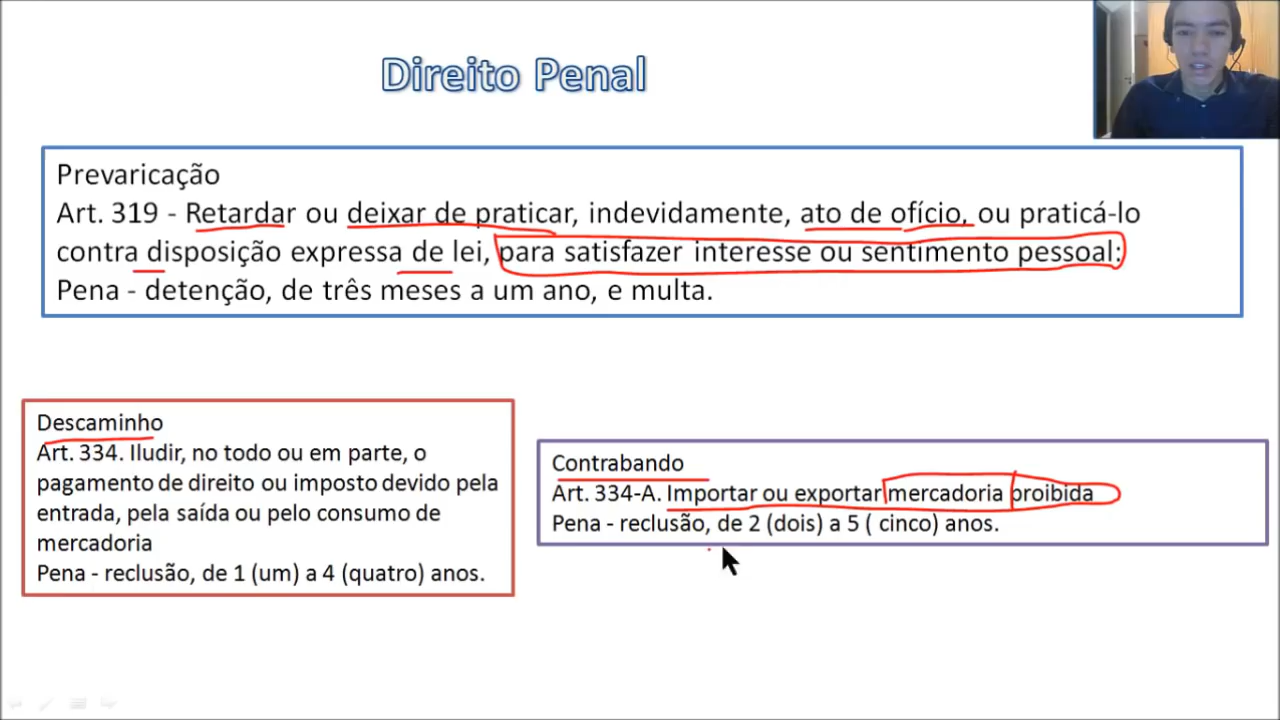 Direito Penal
Prevaricação
Art. 319 - Retardar ou deixar de praticar, indevidamente, ato de ofício, ou praticá-lo
contra disposição expressa de lei, para satisfazer interesse ou sentimento pessoal:
Pena - detenção, de três meses a um ano, e multa.
Descaminho
Art. 334. Iludir, no todo ou em parte, o
pagamento de direito ou imposto devido pela
entrada, pela saída ou pelo consumo de
mercadoria
Pena - reclusão, de 1 (um) a 4 (quatro) anos.
Contrabando
Art. 334-A. Importar ou exportar mercadoria proibida
Pena - reclusão, de 2 (dois) a 5 ( cinco) anos.